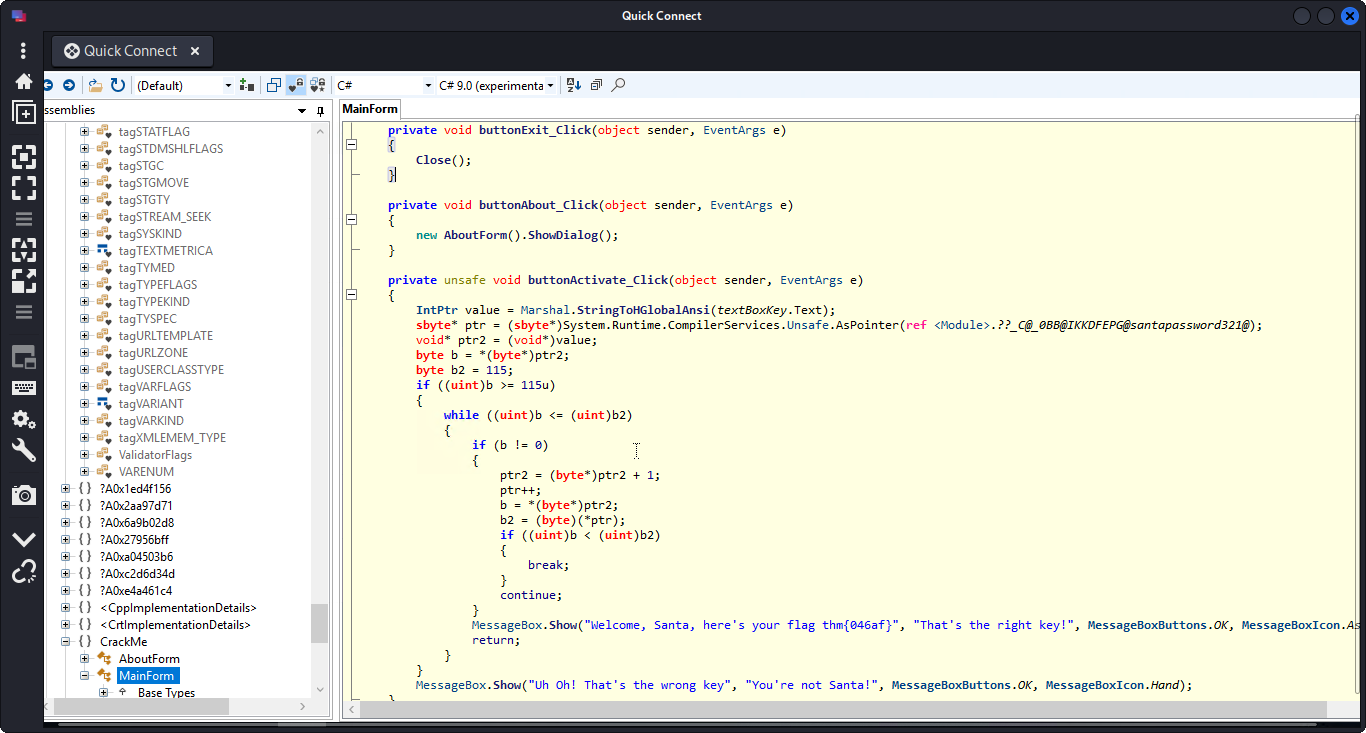 Quick Connect
Quick Connect
(Default)
C#
C# 9.0 (experimenta
ssemblies
tagSTATFLAG
tagSTDMSHLFLAGS
tagSTGC
tagSTGMOVE
tagSTGTY
tagSTREAM_SEEK
tagSYSKIND
tagTEXTMETRICA
tagTYMED
tagTYPEFLAGS
tagTYPEKIND
tagTYSPEC
tagURLTEMPLATE
tagURLZONE
tagUSERCLASSTYPE
tagVARFLAGS
tagVARIANT
tagVARKIND
tagXMLEMEM_TYPE
ValidatorFlags
VARENUM
{} ?A0x1ed4f156
{} ?A0x2aa97d71
{} ?A0x6a9b02d8
{} ?A0x27956bff
{} ?A0xa04503b6
{} ?A0xc2d6d34d
{} ?A0xe4a461c4
{} <CppImplementationDetails>
{} <CrtImplementationDetails>
{} CrackMe
AboutForm
MainForm
Base Types
MainForm
private void buttonExit_Click(object sender, EventArgs e)
{
Close();
}
private void buttonAbout_Click(object sender, EventArgs e)
{
new AboutForm().ShowDialog();
}
private unsafe void buttonActivate_Click(object sender, EventArgs e)
{
IntPtr value = Marshal.StringToHGlobalAnsi(textBoxKey.Text);
sbyte* ptr = (sbyte*)System.Runtime.CompilerServices.Unsafe.AsPointer(ref <Module>.??_C@_0BB@IKKDFEPG@santapassword321@);
void* ptr2 = (void*)value;
byte b = *(byte*)ptr2;
byte b2 = 115;
if ((uint)b >= 115u)
{
while ((uint)b <= (uint)b2)
{
if (b != 0)
{
ptr2 = (byte*)ptr2 + 1;
ptr++;
b = *(byte*)ptr2;
b2 = (byte)(*ptr);
if ((uint)b < (uint)b2)
{
break;
}
continue;
}
MessageBox.Show("Welcome, Santa, here's your flag thm{046af}", "That's the right key!", MessageBoxButtons.OK, MessageBoxIcon.As
return;
}
}
MessageBox.Show("Uh Oh! That's the wrong key", "You're not Santa!", MessageBoxButtons.OK, MessageBoxIcon.Hand);
}